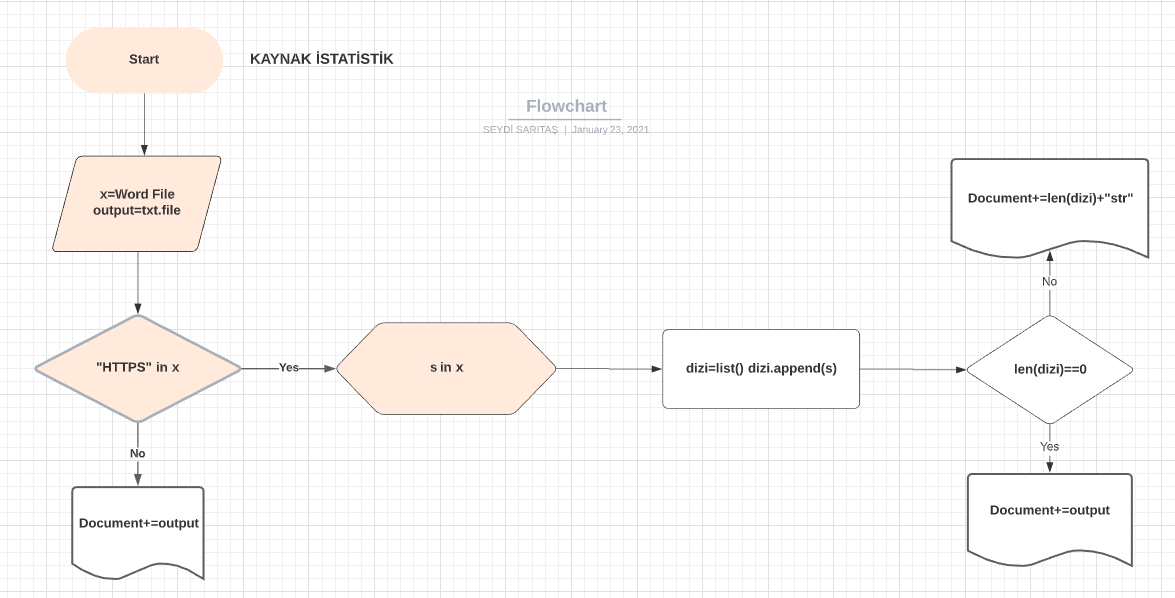 Start
KAYNAK İSTATİSTİK
Flowchart
SEYDİ SARITAŞ | January 23, 2021
x=Word File
output=txt.file
Document+=len(dizi)+"str"
No
"HTTPS" in x
Yes
s in x
dizi=list() dizi.append(s)
len(dizi)==0
No
Yes
Document+=output
Document+=output